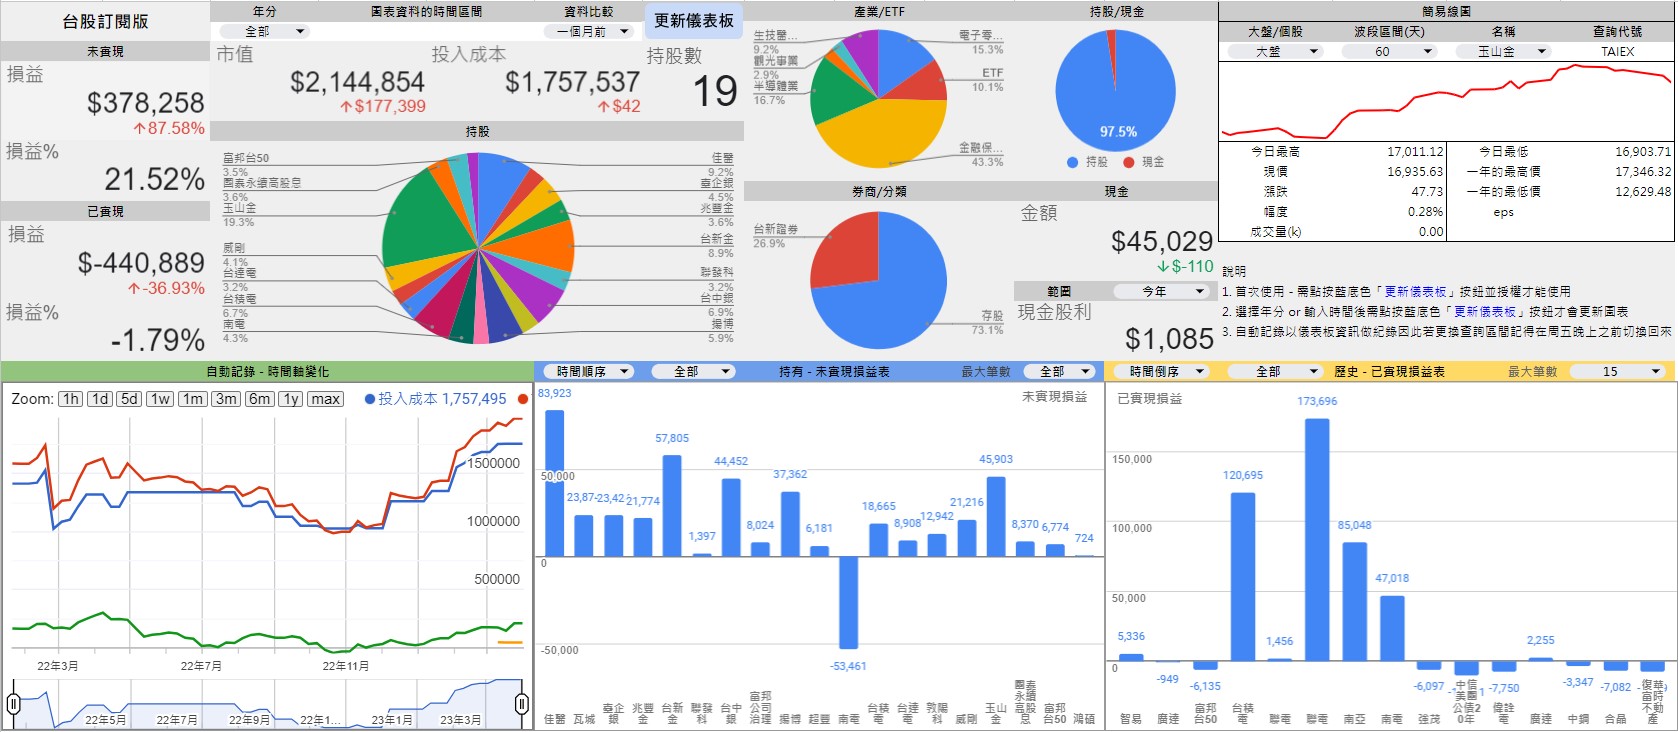 台股訂閱版
未實現
損益
$378,258
↑87.58%
損益%
21.52%
已實現
損益
$-440,889
↑-36.93%
損益%
-1.79%
年分
圖表資料的時間區間
資料比較
更新儀表板
全部
一個月前
市值
$2,144,854
↑$177,399
投入成本
$1,757,537
↑$42
持股數
19
持股
富邦台50
3.5%
國泰永續高股息
3.6%
玉山金
19.3%
威剛
4.1%
台達電
3.2%
台積電
6.7%
南電
4.3%
佳醫
9.2%
臺企銀
4.5%
兆豐金
3.6%
台新金
8.9%
聯發科
3.2%
台中銀
6.9%
揚博
5.9%
產業/ETF
生技醫...
9.2%
觀光事業
2.9%
半導體業
16.7%
電子零...
15.3%
ETF
10.1%
金融保...
43.3%
持股/現金
97.5%
持股
現金
券商/分類
台新證券
26.9%
存股
73.1%
現金
金額
$45,029
↓$-110
範圍
今年
現金股利
$1,085
簡易線圖
大盤/個股
波段區間(天)
名稱
查詢代號
大盤
60
玉山金
TAIEX
今日最高 17,011.12 今日最低 16,903.71
現價 16,935.63 一年的最高價 17,346.32
漲跌 47.73 一年的最低價 12,629.48
幅度 0.28% eps
成交量(k) 0.00
說明
1. 首次使用 - 需點按藍底色「更新儀表板」按鈕並授權才能使用
2. 選擇年分 or 輸入時間後需點按藍底色「更新儀表板」按鈕才會更新圖表
3. 自動記錄以儀表板資訊做紀錄因此若更換查詢區間記得在周五晚上之前切換回來
自動記錄 - 時間軸變化
Zoom: 1h 1d 5d 1w 1m 3m 6m 1y max
投入成本 1,757,495
1500000
1000000
500000
22年3月
22年7月
22年11月
22年5月
22年7月
22年9月
22年1...
23年1月
23年3月
時間順序
全部
持有 - 未實現損益表
最大筆數
全部
未實現損益
83,923
23,42
21,774
57,805
1,397
44,452
8,024
37,362
6,181
-53,461
18,665
8,908
12,942
21,216
45,903
8,370
6,774
724
50,000
0
-50,000
佳醫
瓦城
臺企銀
兆豐金
台新金
聯發科
台中銀
富邦公司治理
揚博
超豐
南電
台積電
台達電
敦陽科
威剛
玉山金
國泰永續高股息
富邦台50
鴻碩
時間倒序
全部
歷史 - 已實現損益表
最大筆數
15
已實現損益
150,000
100,000
50,000
0
5,336
-949
-6,135
120,695
1,456
173,696
85,048
47,018
-6,097
-7,750
2,255
-3,347
-7,082
智易
廣達
富邦台50
台積電
聯電
聯電
南亞
南電
強茂
中信美國公債20年
偉詮電
廣達
中鋼
合晶
復華富時不動產